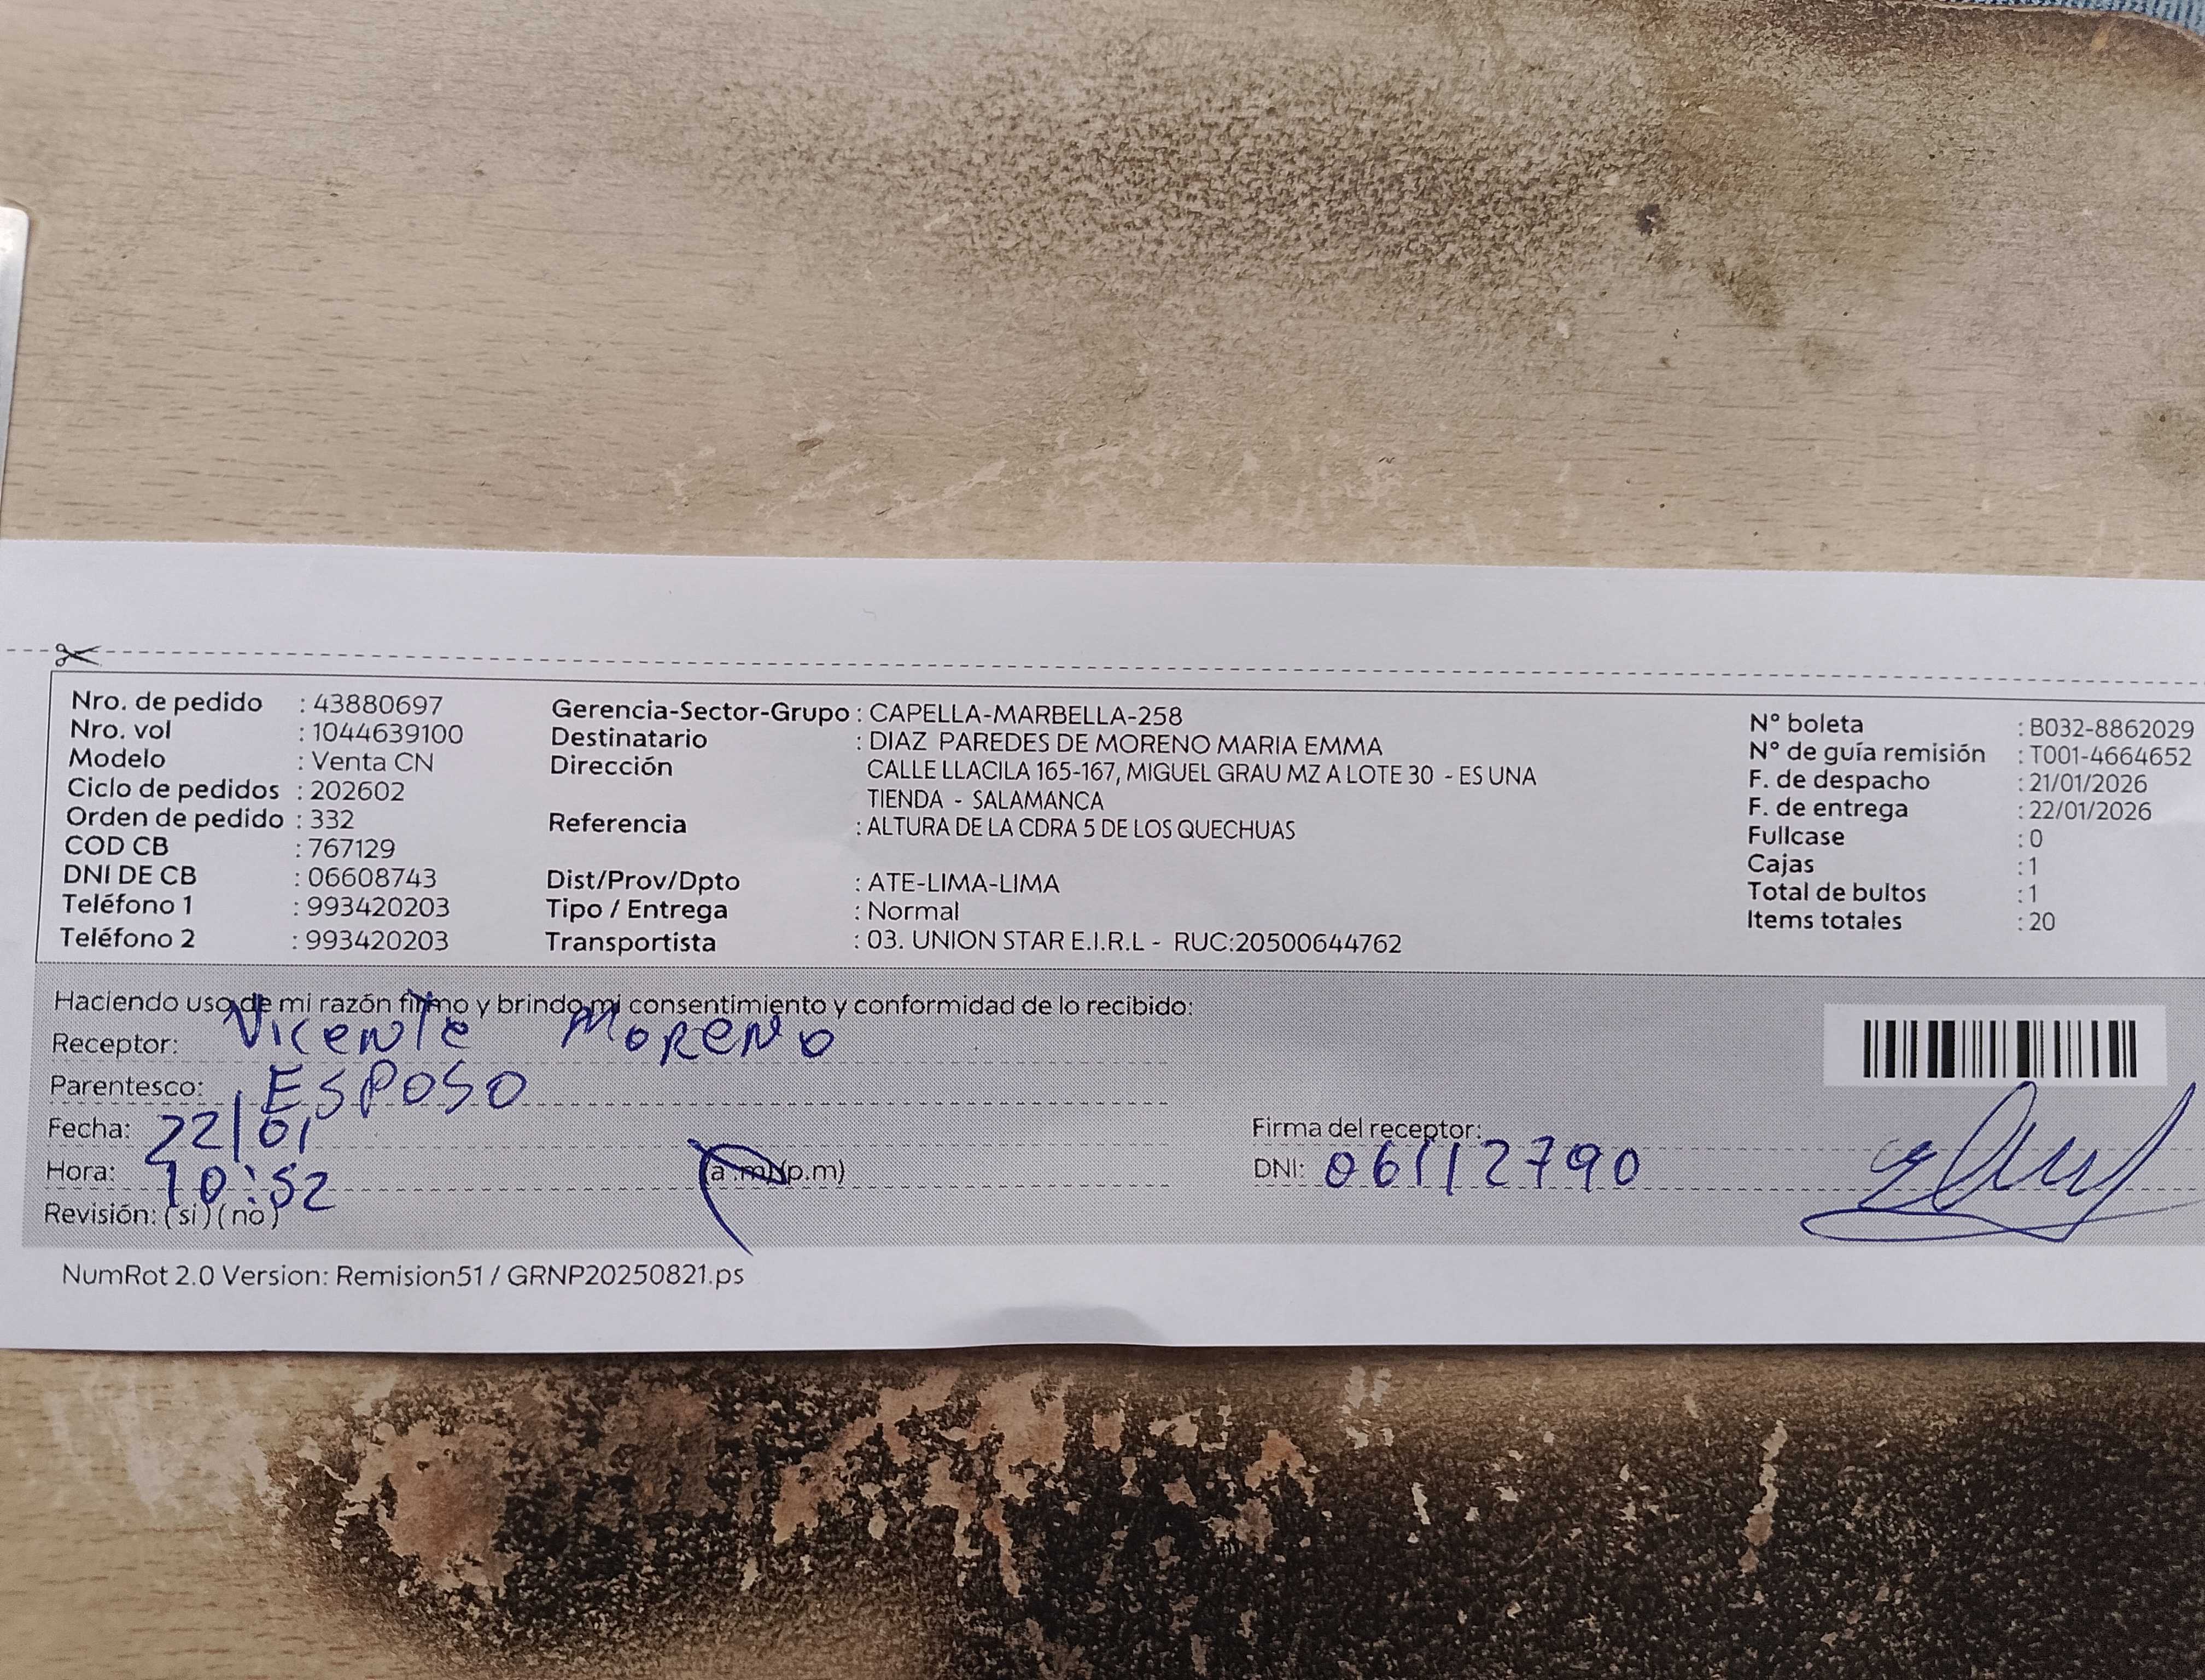 Nro. de pedido : 43880697
Nro. vol : 1044639100
Modelo : Venta CN
Ciclo de pedidos : 202602
Orden de pedido : 332
COD CB : 767129
DNI DE CB : 06608743
Teléfono 1 : 993420203
Teléfono 2 : 993420203
Gerencia-Sector-Grupo : CAPELLA-MARBELLA-258
Destinatario : DIAZ PAREDES DE MORENO MARIA EMMA
Dirección CALLE LLACILA 165-167, MIGUEL GRAU MZ A LOTE 30 - ES UNA
TIENDA - SALAMANCA
Referencia : ALTURA DE LA CDRA 5 DE LOS QUECHUAS
Dist/Prov/Dpto : ATE-LIMA-LIMA
Tipo / Entrega : Normal
Transportista : 03. UNION STAR E.I.R.L - RUC:20500644762
N° boleta : B032-8862029
N° de guía remisión : T001-4664652
F. de despacho : 21/01/2026
F. de entrega : 22/01/2026
Fullcase : 0
Cajas : 1
Total de bultos : 1
Items totales : 20
Haciendo uso de mi razón firmo y brindo mi consentimiento y conformidad de lo recibido:
Receptor: Vicente Moreno
Parentesco: ESPOSO
Fecha: 22/01
Hora: 10:52 (a.m)(p.m)
Revisión: (si) (no)
Firma del receptor:
DNI: 06112790
NumRot 2.0 Version: Remision51 / GRNP20250821.ps